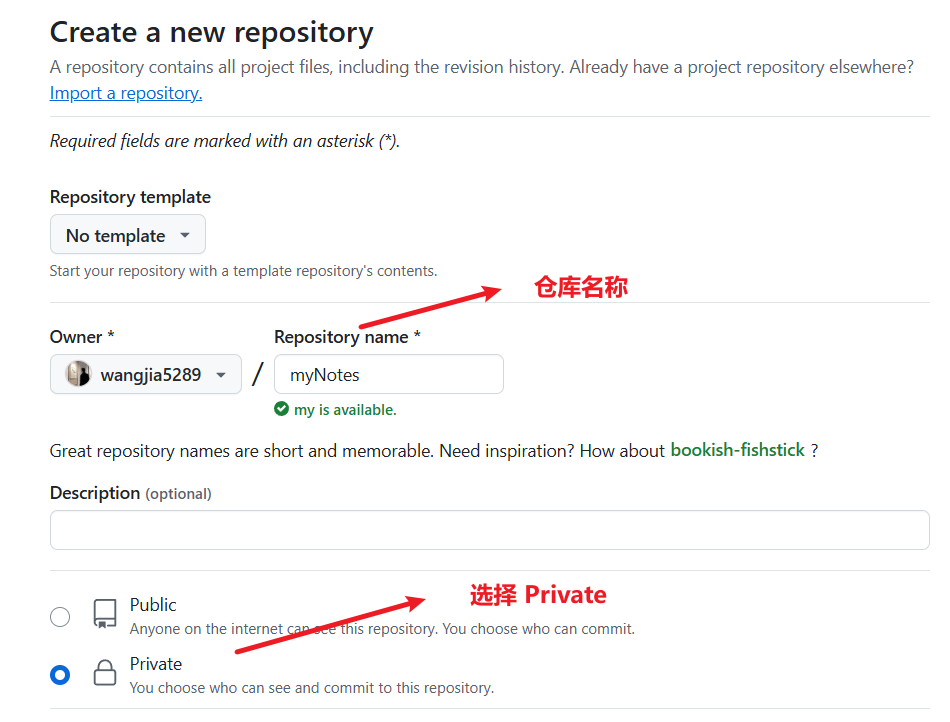 Create a new repository
A repository contains all project files, including the revision history. Already have a project repository elsewhere?
Import a repository.
Required fields are marked with an asterisk (*).
Repository template
No template
Start your repository with a template repository's contents.
仓库名称
Owner *
Repository name *
wangjia5289
/
myNotes
my is available.
Great repository names are short and memorable. Need inspiration? How about bookish-fishstick ?
Description (optional)
选择 Private
Public
Anyone on the internet can see this repository. You choose who can commit.
Private
You choose who can see and commit to this repository.